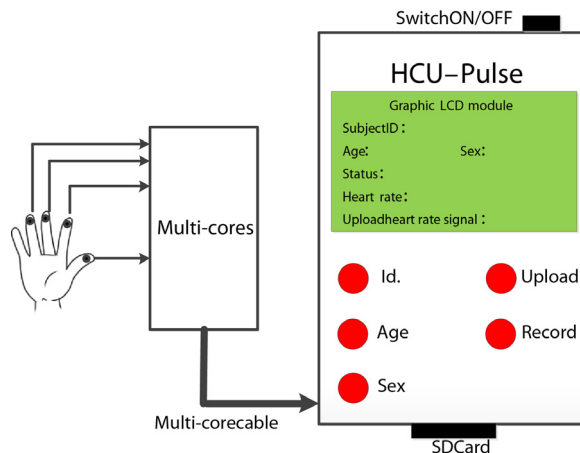 SwitchON/OFF
HCU–Pulse
Graphic LCD module
SubjectID:
Age: Sex:
Status:
Heart rate:
Uploadheart rate signal :
Multi-cores
Id. Upload
Age Record
Sex
Multi-corecable
SDCard